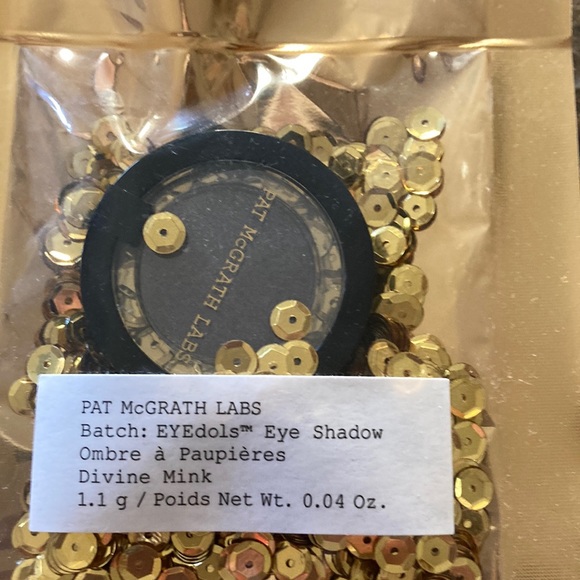 PAT McGRATH LABS
PAT McGRATH LABS
Batch: EYEdols™ Eye Shadow
Ombre à Paupières
Divine Mink
1.1 g / Poids Net Wt. 0.04 Oz.